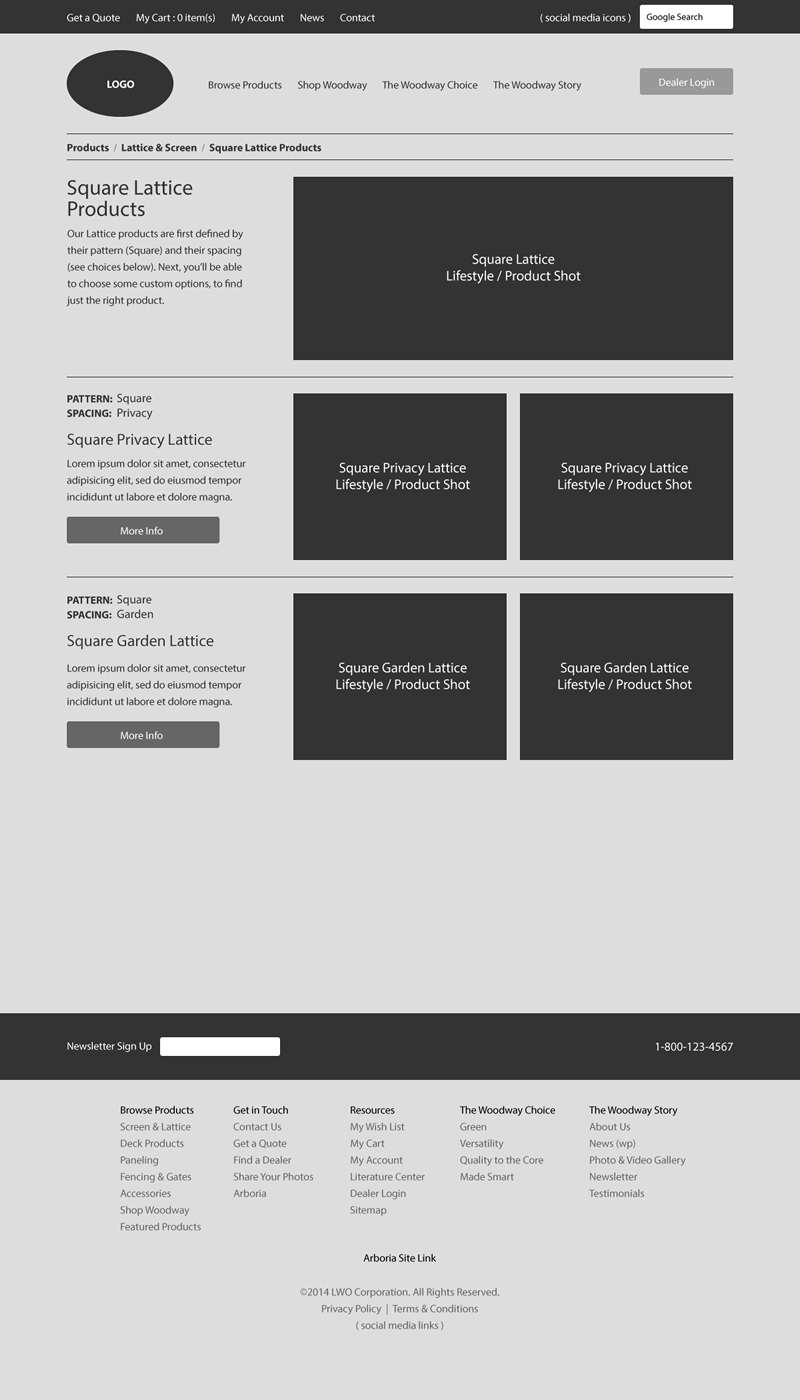 Get a Quote My Cart : 0 item(s) My Account News Contact ( social media icons ) Google Search
LOGO
Browse Products Shop Woodway The Woodway Choice The Woodway Story Dealer Login
Products / Lattice & Screen / Square Lattice Products
Square Lattice
Products
Our Lattice products are first defined by
their pattern (Square) and their spacing
(see choices below). Next, you'll be able
to choose some custom options, to find
just the right product.
Square Lattice
Lifestyle / Product Shot
PATTERN: Square
SPACING: Privacy
Square Privacy Lattice
Lorem ipsum dolor sit amet, consectetur
adipisicing elit, sed do eiusmod tempor
incididunt ut labore et dolore magna.
More Info
Square Privacy Lattice
Lifestyle / Product Shot
Square Privacy Lattice
Lifestyle / Product Shot
PATTERN: Square
SPACING: Garden
Square Garden Lattice
Lorem ipsum dolor sit amet, consectetur
adipisicing elit, sed do eiusmod tempor
incididunt ut labore et dolore magna.
More Info
Square Garden Lattice
Lifestyle / Product Shot
Square Garden Lattice
Lifestyle / Product Shot
Newsletter Sign Up 1-800-123-4567
Browse Products
Screen & Lattice
Deck Products
Paneling
Fencing & Gates
Accessories
Shop Woodway
Featured Products
Get in Touch
Contact Us
Get a Quote
Find a Dealer
Share Your Photos
Arboria
Resources
My Wish List
My Cart
My Account
Literature Center
Dealer Login
Sitemap
The Woodway Choice
Green
Versatility
Quality to the Core
Made Smart
The Woodway Story
About Us
News (wp)
Photo & Video Gallery
Newsletter
Testimonials
Arboria Site Link
©2014 LWO Corporation. All Rights Reserved.
Privacy Policy | Terms & Conditions
( social media links )